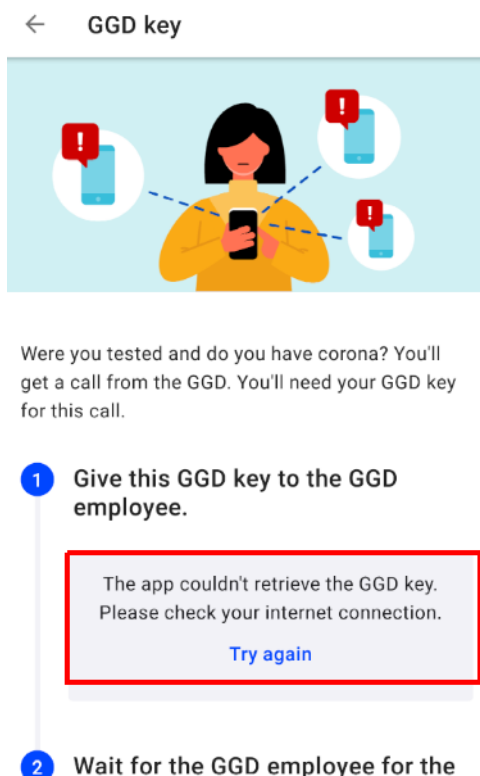 GGD key
!
!
!
Were you tested and do you have corona? You'll
get a call from the GGD. You'll need your GGD key
for this call.
1
Give this GGD key to the GGD
employee.
The app couldn't retrieve the GGD key.
Please check your internet connection.
Try again
2
Wait for the GGD employee for the